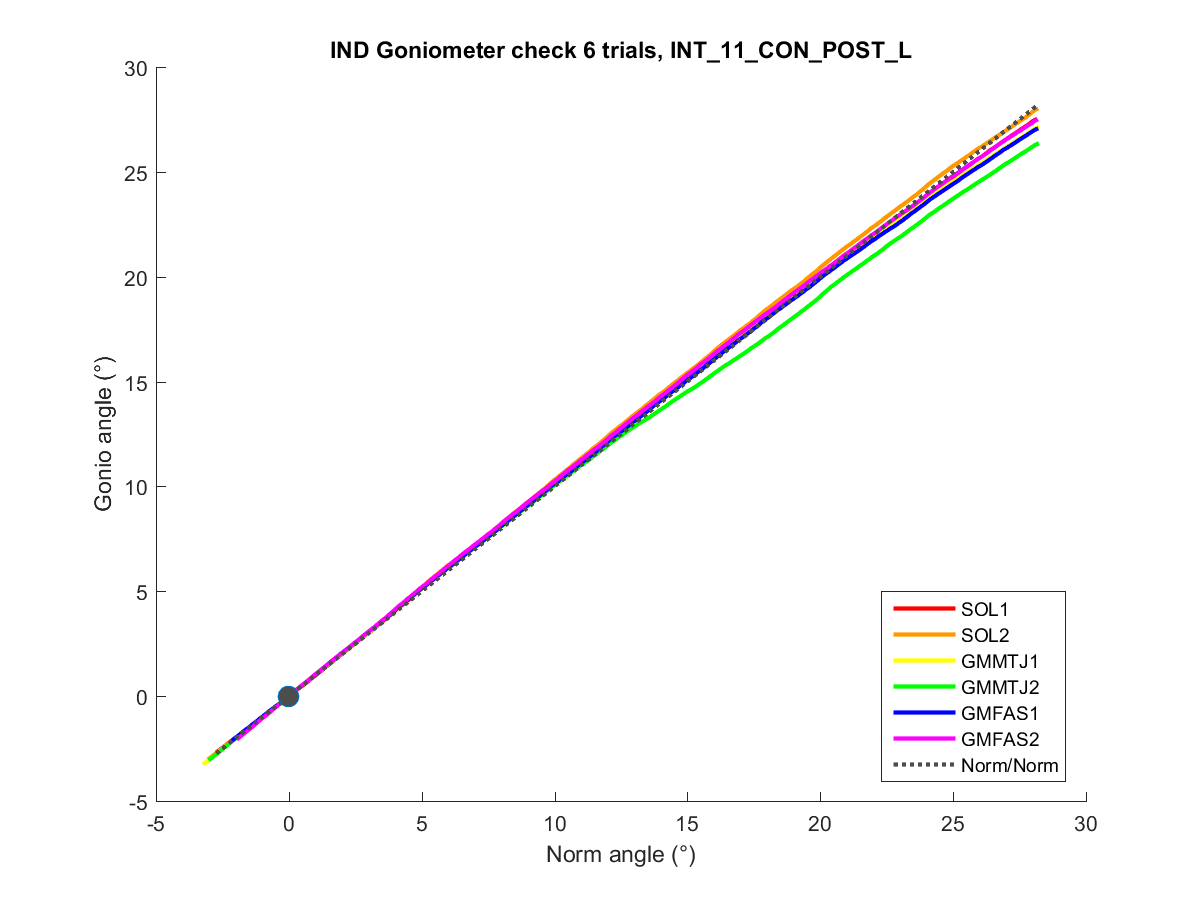 IND Goniometer check 6 trials, INT_11_CON_POST_L
30
25
20
15
10
5
0
-5
Gonio angle (°)
-5 0 5 10 15 20 25 30
Norm angle (°)
SOL1
SOL2
GMMTJ1
GMMTJ2
GMFAS1
GMFAS2
Norm/Norm